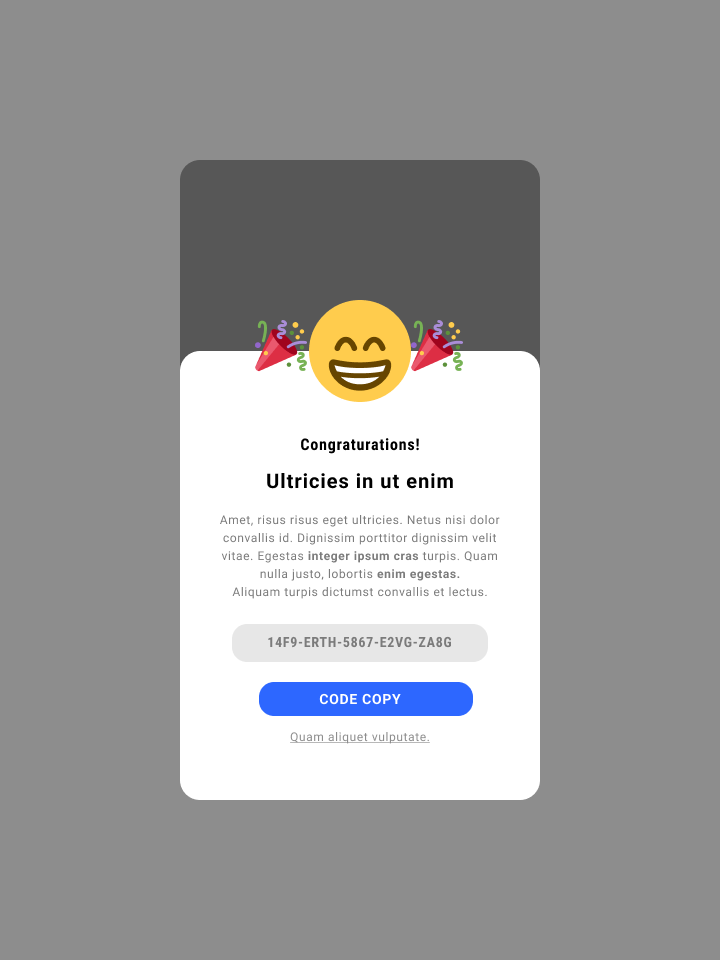 Congraturations!
Ultricies in ut enim
Amet, risus risus eget ultricies. Netus nisi dolor
convallis id. Dignissim porttitor dignissim velit
vitae. Egestas integer ipsum cras turpis. Quam
nulla justo, lobortis enim egestas.
Aliquam turpis dictumst convallis et lectus.
14F9-ERTH-5867-E2VG-ZA8G
CODE COPY
Quam aliquet vulputate.